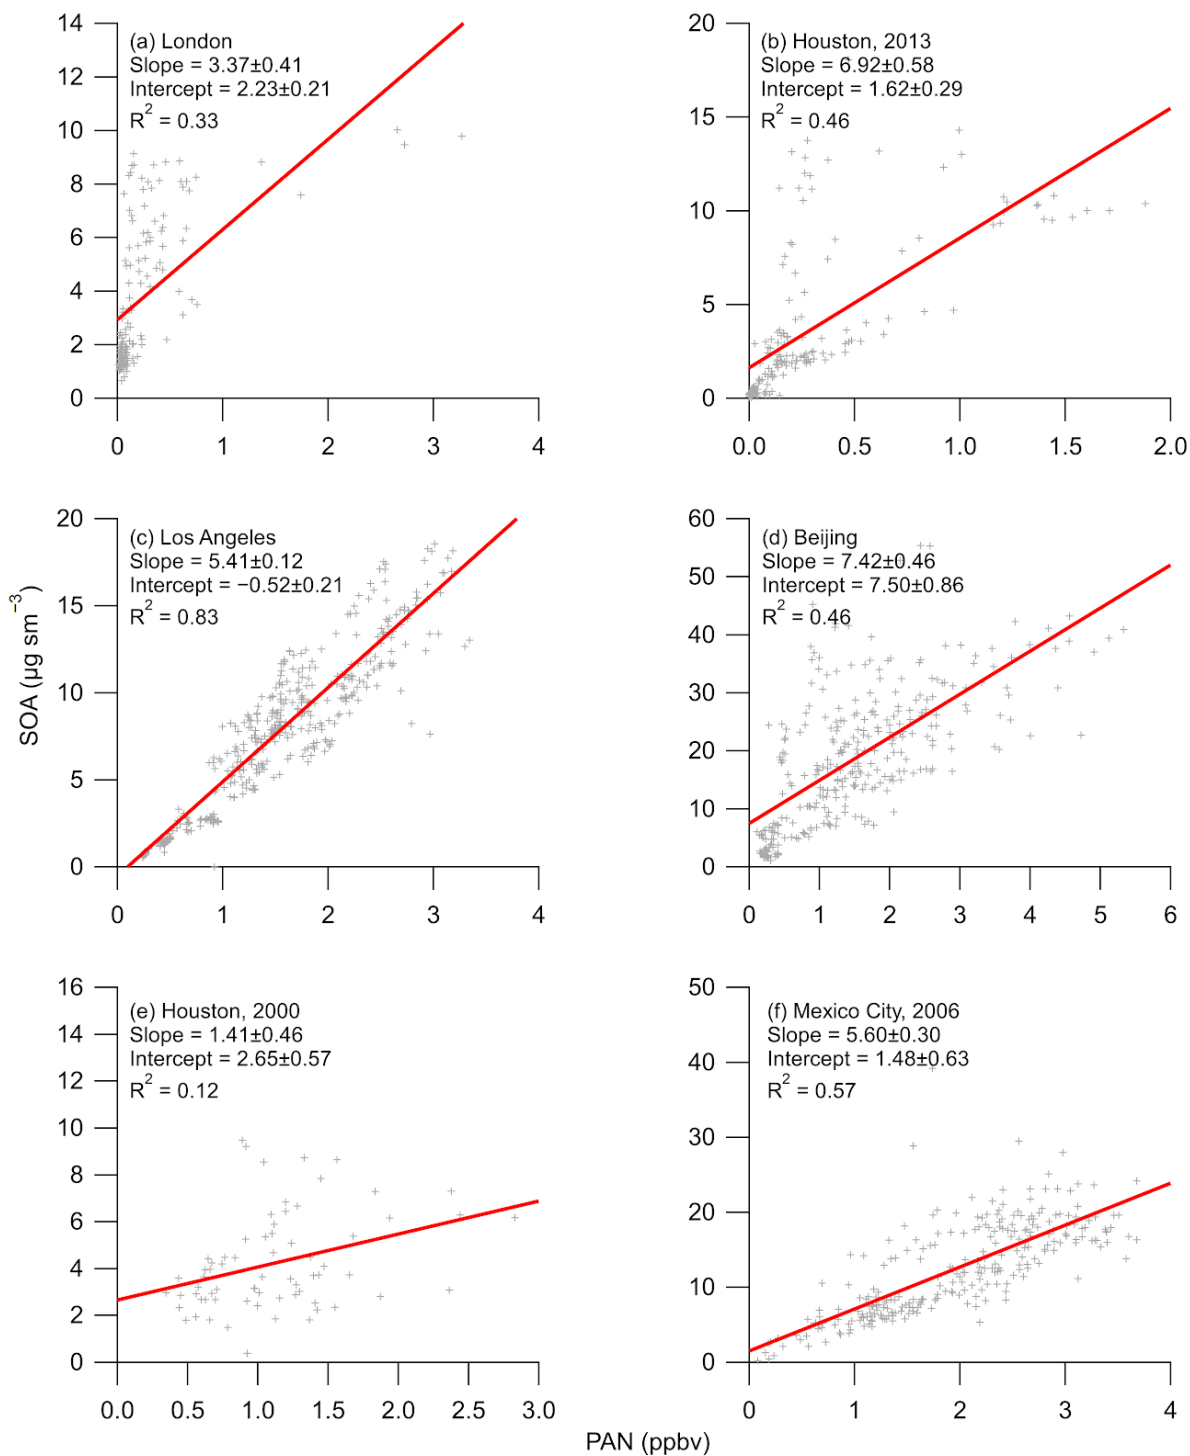 (a) London
Slope = 3.37±0.41
Intercept = 2.23±0.21
R² = 0.33
14
12
10
8
6
4
2
0
0 1 2 3 4
(b) Houston, 2013
Slope = 6.92±0.58
Intercept = 1.62±0.29
R² = 0.46
20
15
10
5
0
0.0 0.5 1.0 1.5 2.0
SOA (µg sm⁻³)
(c) Los Angeles
Slope = 5.41±0.12
Intercept = −0.52±0.21
R² = 0.83
20
15
10
5
0
0 1 2 3 4
(d) Beijing
Slope = 7.42±0.46
Intercept = 7.50±0.86
R² = 0.46
60
50
40
30
20
10
0
0 1 2 3 4 5 6
(e) Houston, 2000
Slope = 1.41±0.46
Intercept = 2.65±0.57
R² = 0.12
16
14
12
10
8
6
4
2
0
0.0 0.5 1.0 1.5 2.0 2.5 3.0
(f) Mexico City, 2006
Slope = 5.60±0.30
Intercept = 1.48±0.63
R² = 0.57
50
40
30
20
10
0
0 1 2 3 4
PAN (ppbv)